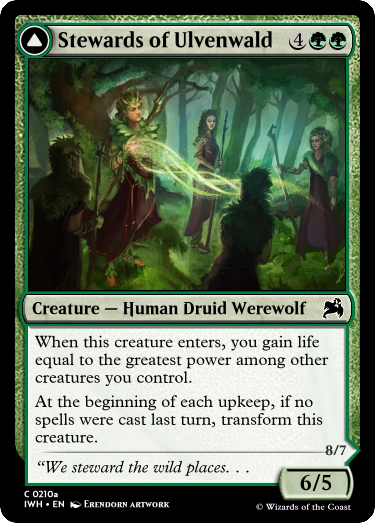 Stewards of Ulvenwald 4
Creature — Human Druid Werewolf
When this creature enters, you gain life
equal to the greatest power among other
creatures you control.
At the beginning of each upkeep, if no
spells were cast last turn, transform this
creature.
8/7
“We steward the wild places. . .
6/5
C 0210a
IWH • EN Erendorn artwork
© Wizards of the Coast